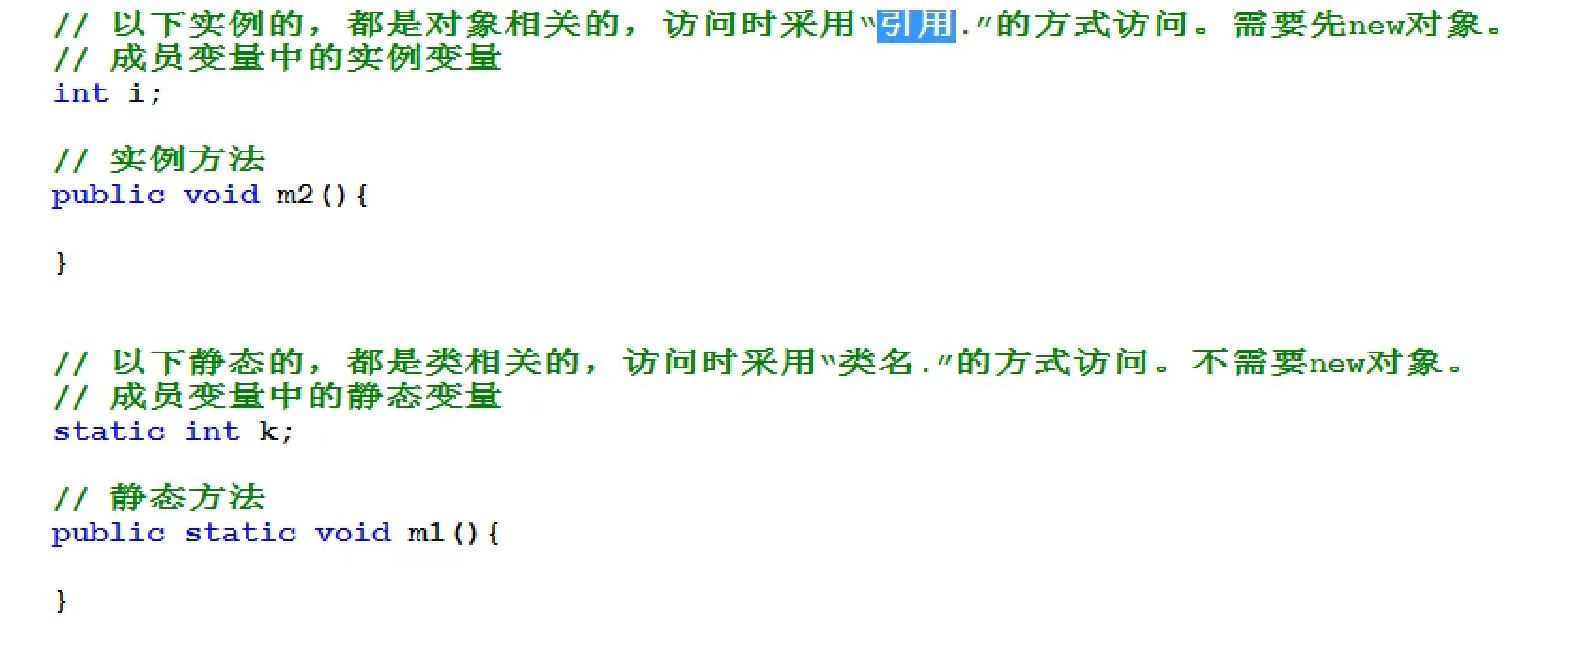 // 以下实例的，都是对象相关的，访问时采用“引用.”的方式访问。需要先new对象。
// 成员变量中的实例变量
int i;
// 实例方法
public void m2(){
}
// 以下静态的，都是类相关的，访问时采用“类名.”的方式访问。不需要new对象。
// 成员变量中的静态变量
static int k;
// 静态方法
public static void m1(){
}